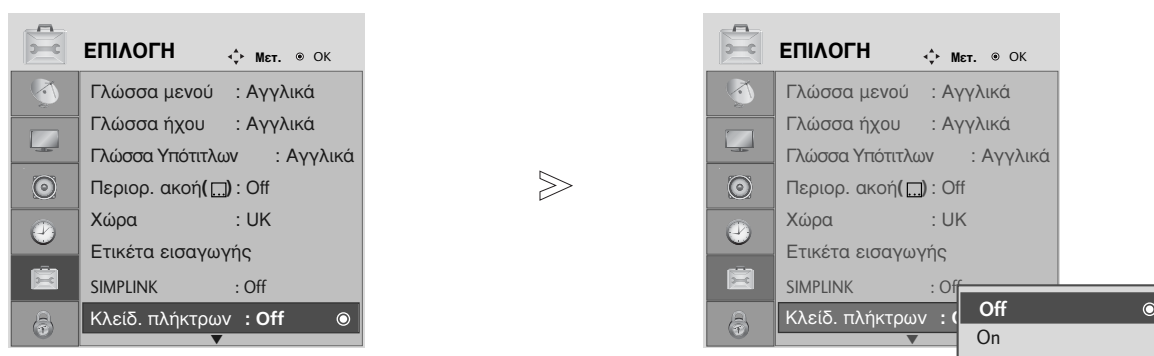 ΕΠΙΛΟΓΗ Μετ. OK
Γλώσσα μενού : Αγγλικά
Γλώσσα ήχου : Αγγλικά
Γλώσσα Υπότιτλων : Αγγλικά
Περιορ. ακοή( ) : Off
Χώρα : UK
Ετικέτα εισαγωγής
SIMPLINK : Off
Κλείδ. πλήκτρων : Off
ΕΠΙΛΟΓΗ Μετ. OK
Γλώσσα μενού : Αγγλικά
Γλώσσα ήχου : Αγγλικά
Γλώσσα Υπότιτλων : Αγγλικά
Περιορ. ακοή( ) : Off
Χώρα : UK
Ετικέτα εισαγωγής
SIMPLINK : Off
Κλείδ. πλήκτρων :
Off
On